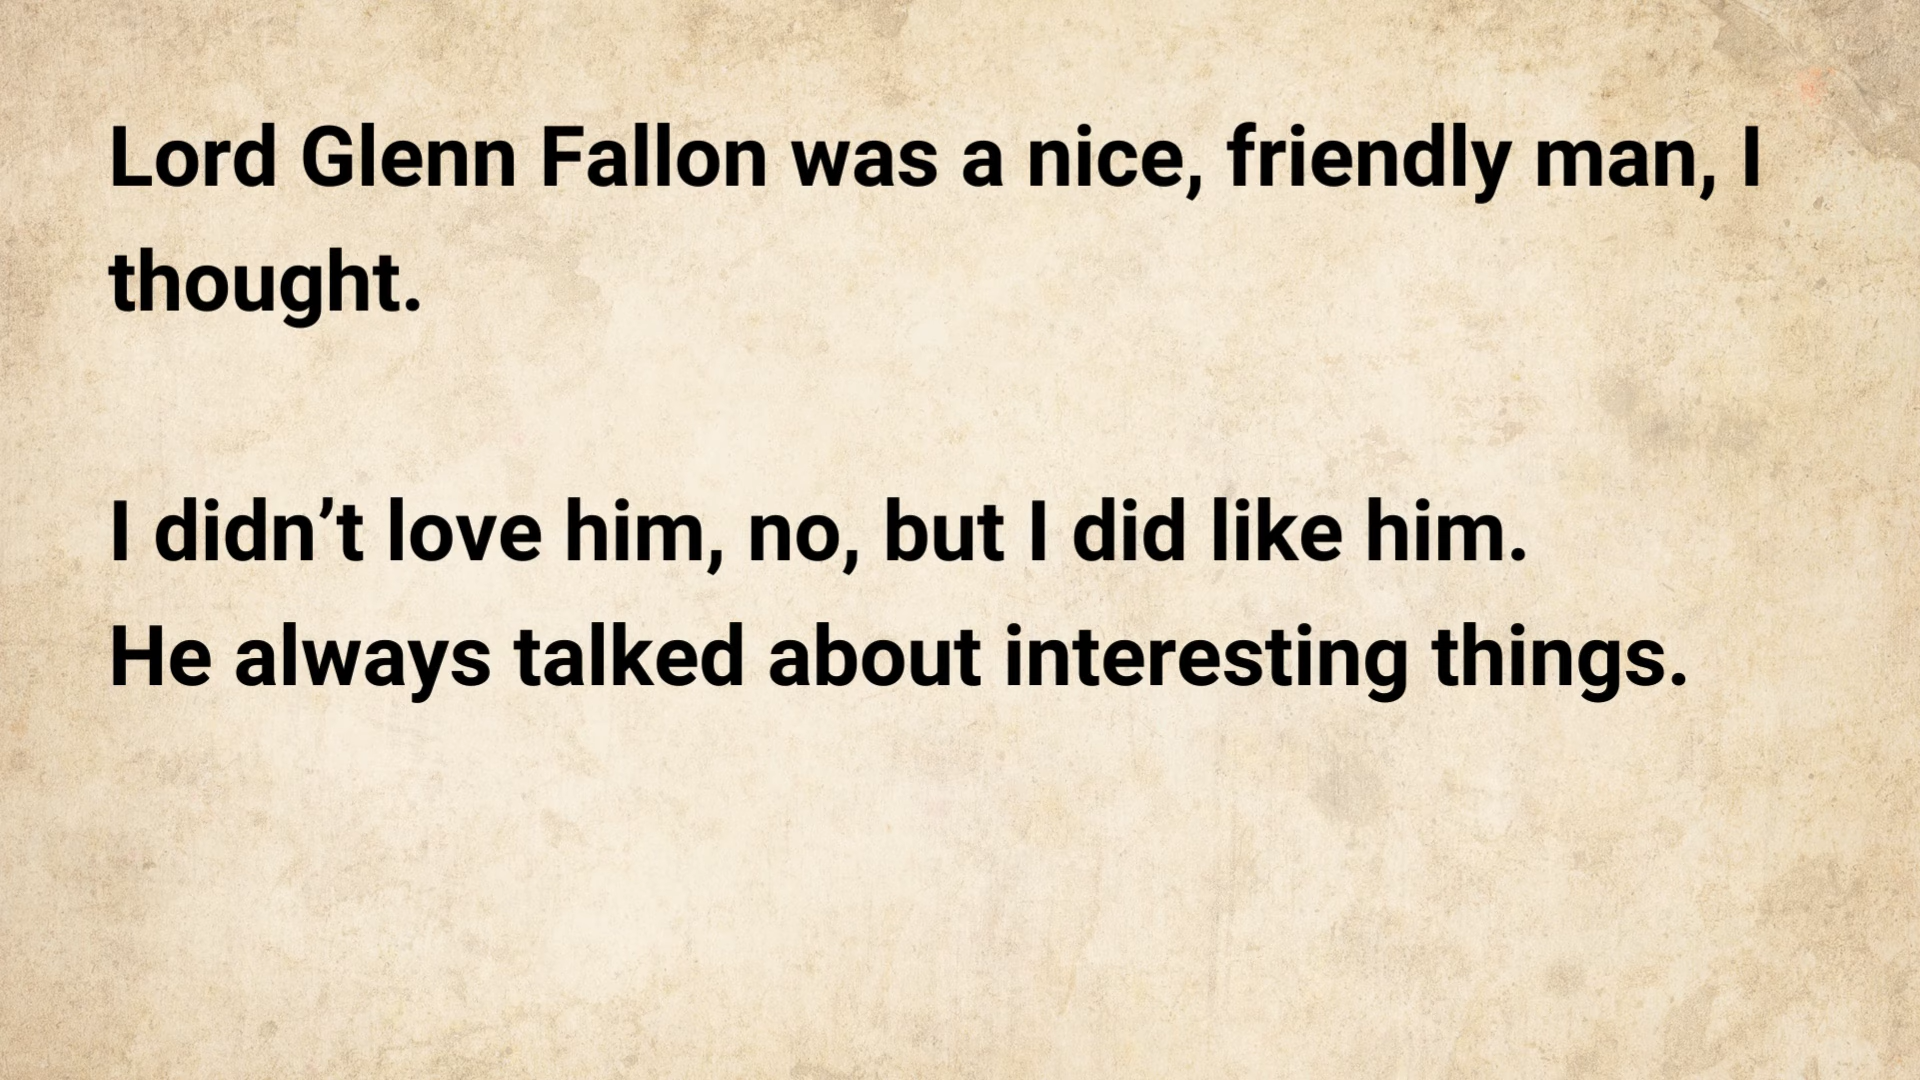 Lord Glenn Fallon was a nice, friendly man, I
thought.
I didn’t love him, no, but I did like him.
He always talked about interesting things.